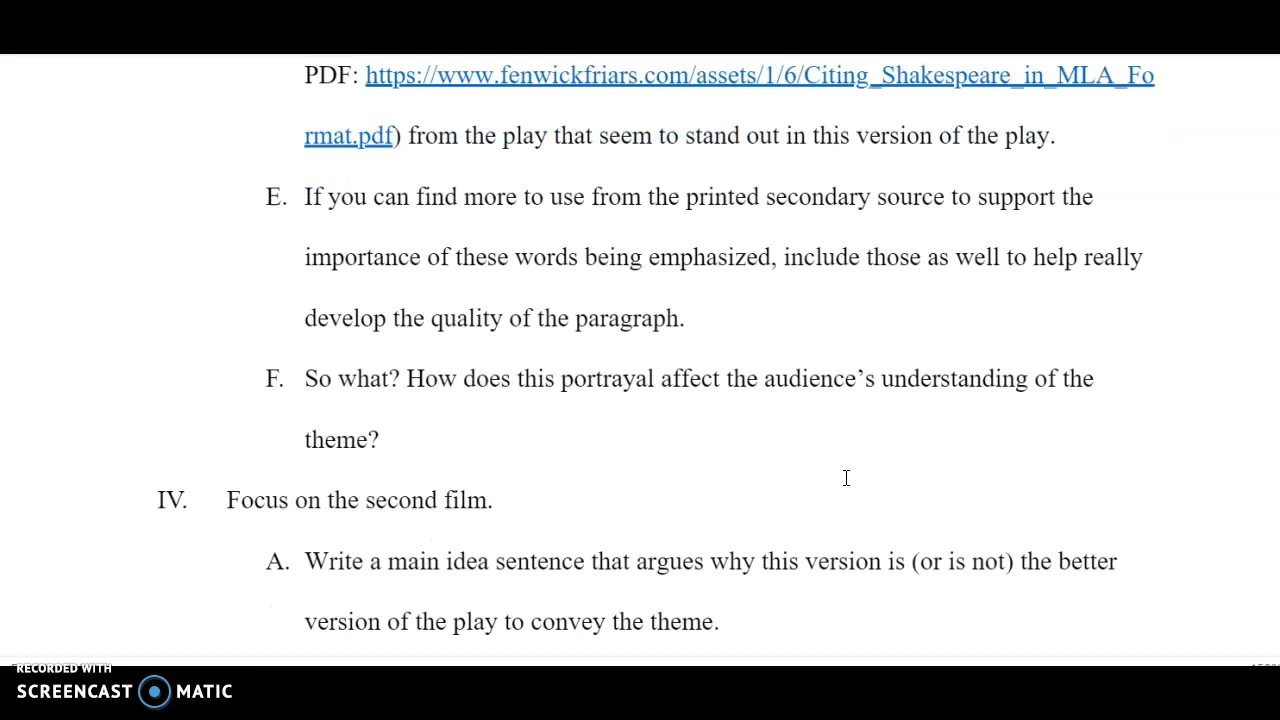 PDF: https://www.fenwickfriars.com/assets/1/6/Citing_Shakespeare_in_MLA_Fo
rmat.pdf) from the play that seem to stand out in this version of the play.
E. If you can find more to use from the printed secondary source to support the
importance of these words being emphasized, include those as well to help really
develop the quality of the paragraph.
F. So what? How does this portrayal affect the audience’s understanding of the
theme?
IV. Focus on the second film.
A. Write a main idea sentence that argues why this version is (or is not) the better
version of the play to convey the theme.
RECORDED WITH
SCREENCAST MATIC